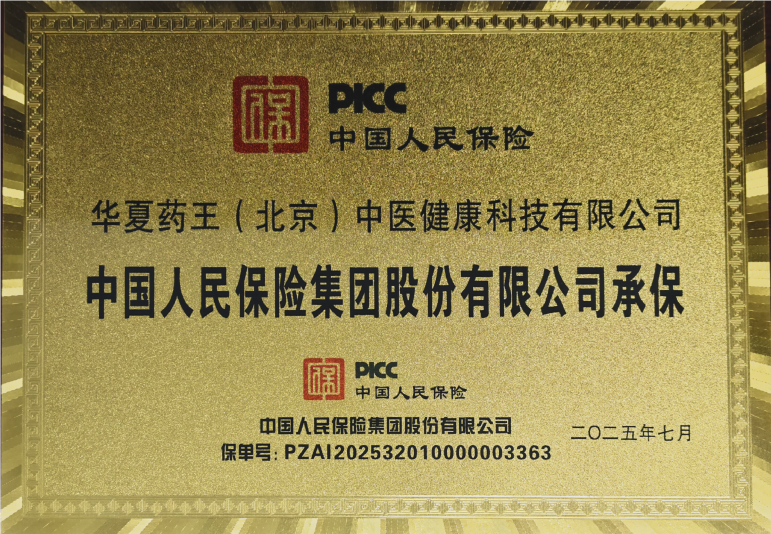 保
PICC
中国人民保险
华夏药王（北京）中医健康科技有限公司
中国人民保险集团股份有限公司承保
保
PICC
中国人民保险
中国人民保险集团股份有限公司
保单号: PZAI202532010000003363
二〇二五年七月